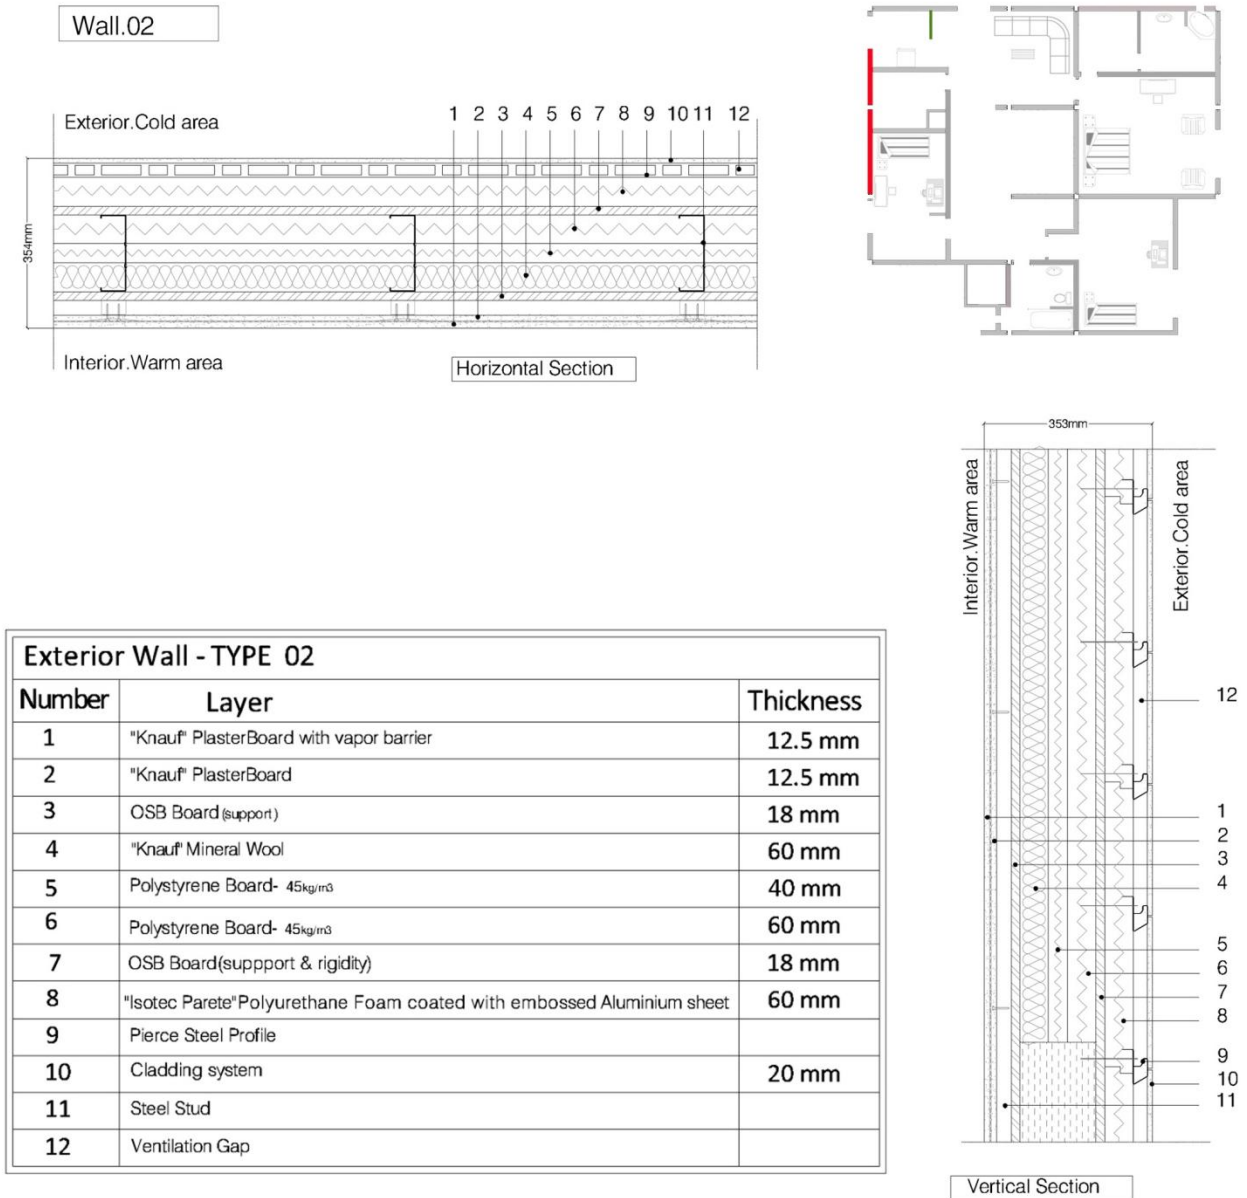 Wall.02
Exterior.Cold area
1 2 3 4 5 6 7 8 9 10 11 12
354mm
Interior.Warm area
Horizontal Section
353mm
Interior.Warm area
Exterior.Cold area
12
1
2
3
4
5
6
7
8
9
10
11
Vertical Section
Exterior Wall - TYPE 02
Number Layer Thickness
1 "Knauf" PlasterBoard with vapor barrier 12.5 mm
2 "Knauf" PlasterBoard 12.5 mm
3 OSB Board (support) 18 mm
4 "Knauf" Mineral Wool 60 mm
5 Polystyrene Board- 45kg/m3 40 mm
6 Polystyrene Board- 45kg/m3 60 mm
7 OSB Board(suppport & rigidity) 18 mm
8 "Isotec Parete"Polyurethane Foam coated with embossed Aluminium sheet 60 mm
9 Pierce Steel Profile
10 Cladding system 20 mm
11 Steel Stud
12 Ventilation Gap